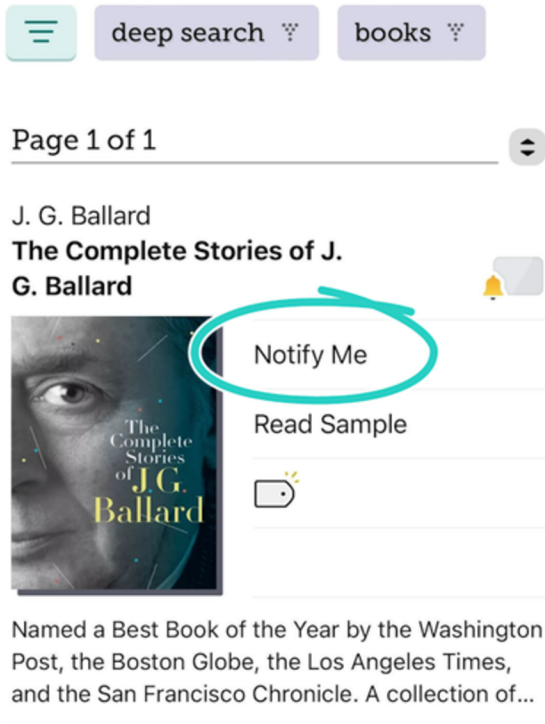 deep search
books
Page 1 of 1
J. G. Ballard
The Complete Stories of J.
G. Ballard
Notify Me
Read Sample
The
Complete
Stories
of J.G.
Ballard
Named a Best Book of the Year by the Washington
Post, the Boston Globe, the Los Angeles Times,
and the San Francisco Chronicle. A collection of...